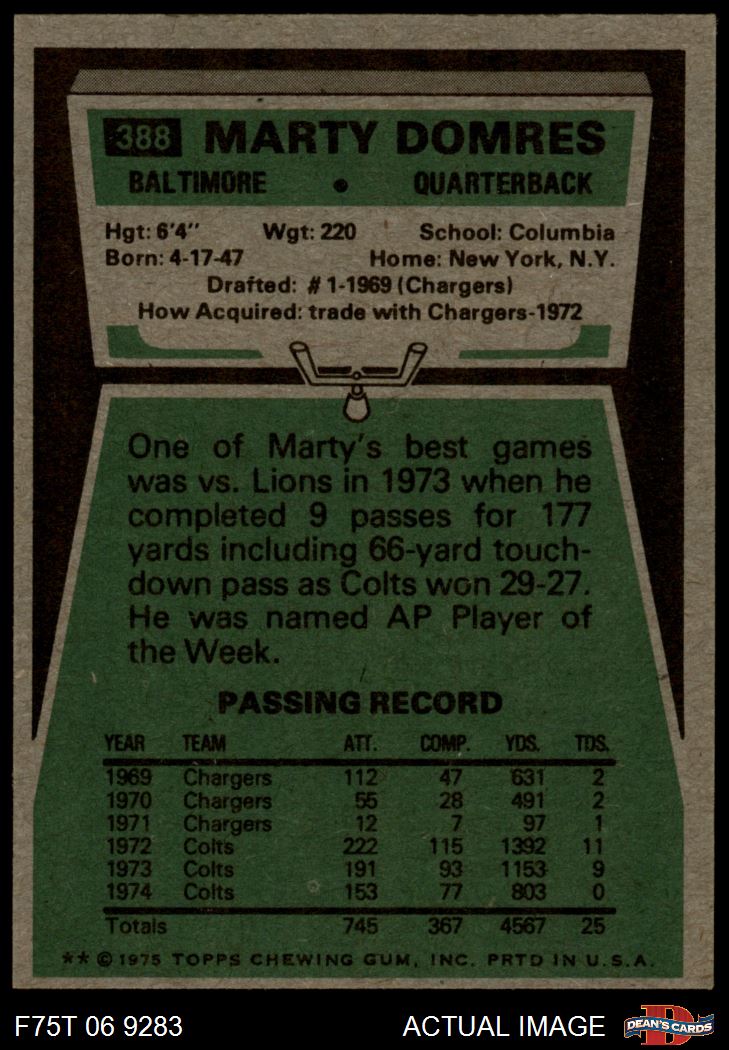 388 MARTY DOMRES
BALTIMORE • QUARTERBACK
Hgt: 6'4" Wgt: 220 School: Columbia
Born: 4-17-47 Home: New York, N.Y.
Drafted: #1-1969 (Chargers)
How Acquired: trade with Chargers-1972
One of Marty's best games
was vs. Lions in 1973 when he
completed 9 passes for 177
yards including 66-yard touch-
down pass as Colts won 29-27.
He was named AP Player of
the Week.
PASSING RECORD
YEAR TEAM ATT. COMP. YDS. TDS.
1969 Chargers 112 47 631 2
1970 Chargers 55 28 491 2
1971 Chargers 12 7 97 1
1972 Colts 222 115 1392 11
1973 Colts 191 93 1153 9
1974 Colts 153 77 803 0
Totals 745 367 4567 25
** © 1975 TOPPS CHEWING GUM, INC. PRTD IN U.S.A.
F75T 06 9283 ACTUAL IMAGE D DEAN'S CARDS